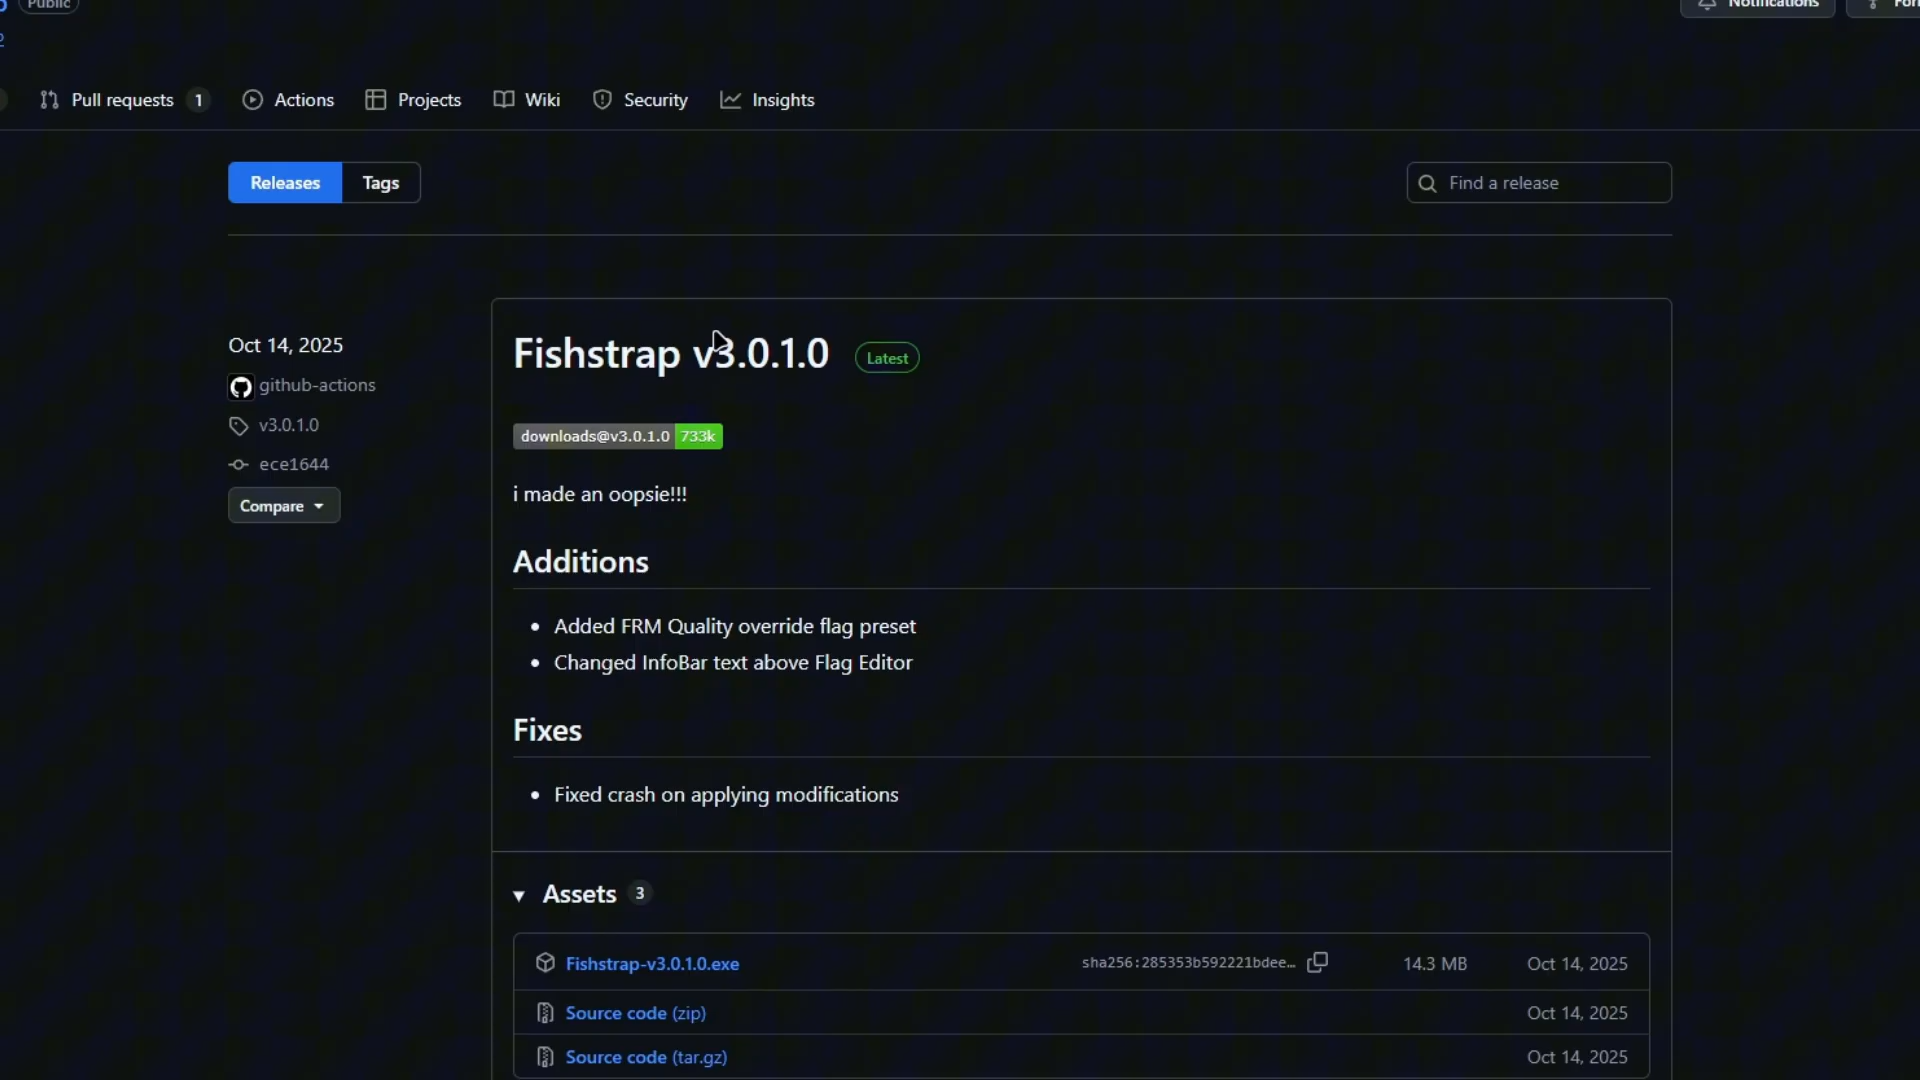 Public
Notifications
Pull requests 1
Actions
Projects
Wiki
Security
Insights
Releases
Tags
Find a release
Oct 14, 2025
github-actions
v3.0.1.0
ece1644
Compare
Fishstrap v3.0.1.0
Latest
downloads@v3.0.1.0 733k
i made an oopsie!!!
Additions
• Added FRM Quality override flag preset
• Changed InfoBar text above Flag Editor
Fixes
• Fixed crash on applying modifications
Assets 3
Fishstrap-v3.0.1.0.exe sha256:285353b592221bdee… 14.3 MB Oct 14, 2025
Source code (zip) Oct 14, 2025
Source code (tar.gz) Oct 14, 2025